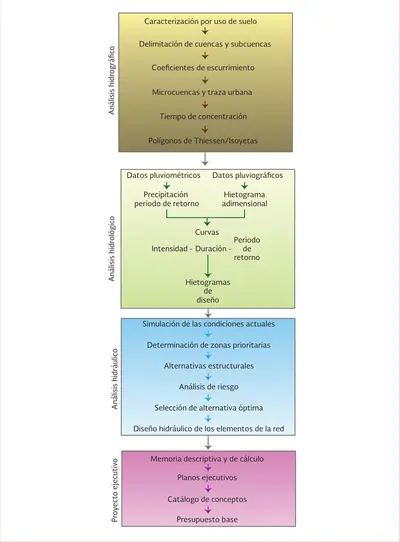 Análisis hidrográfico
Caracterización por uso de suelo
Delimitación de cuencas y subcuencas
Coeficientes de escurrimiento
Microcuencas y traza urbana
Tiempo de concentración
Polígonos de Thiessen/Isoyetas
Análisis hidrológico
Datos pluviométricos
Datos pluviográficos
Precipitación
periodo de retorno
Hietograma
adimensional
Curvas
Intensidad - Duración -
Periodo
de
retorno
Hietogramas
de
diseño
Análisis hidráulico
Simulación de las condiciones actuales
Determinación de zonas prioritarias
Alternativas estructurales
Análisis de riesgo
Selección de alternativa óptima
Diseño hidráulico de los elementos de la red
Proyecto ejecutivo
Memoria descriptiva y de cálculo
Planos ejecutivos
Catálogo de conceptos
Presupuesto base